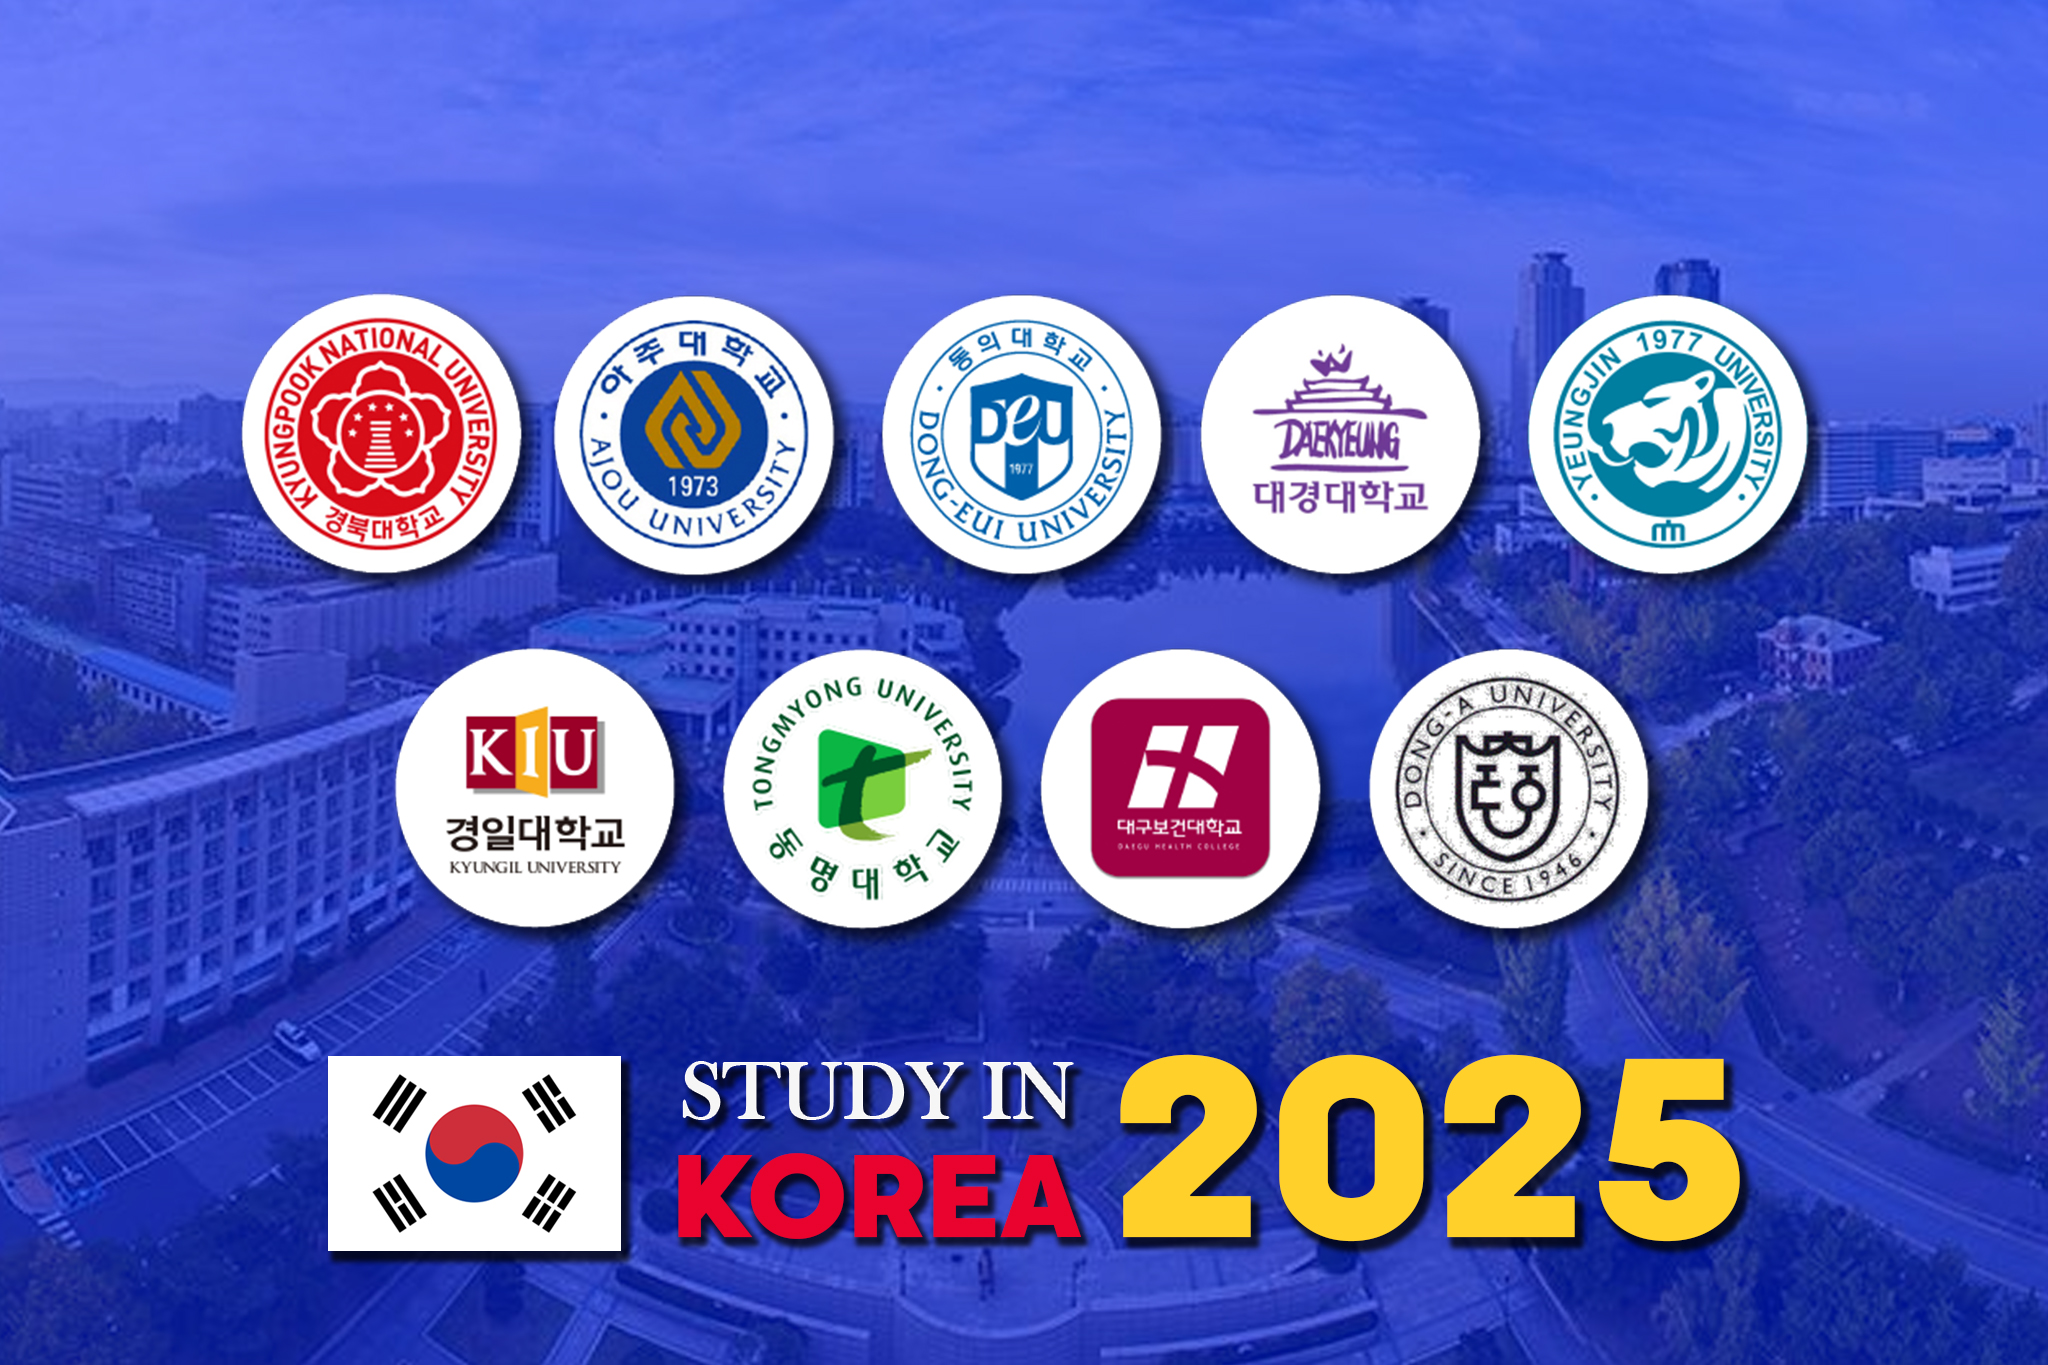 KYUNGPOOK NATIONAL UNIVERSITY
경북대학교
아주대학교
1973
AJOU UNIVERSITY
동의대학교
DEU
1977
DONG-EUI UNIVERSITY
DAEKYEUNG
대경대학교
YEUNGJIN 1977 UNIVERSITY
KIU
경일대학교
KYUNGIL UNIVERSITY
TONGMYONG UNIVERSITY
t
동명대학교
대구보건대학교
DAEGU HEALTH COLLEGE
DONG-A UNIVERSITY
SINCE 1946
STUDY IN
KOREA
2025